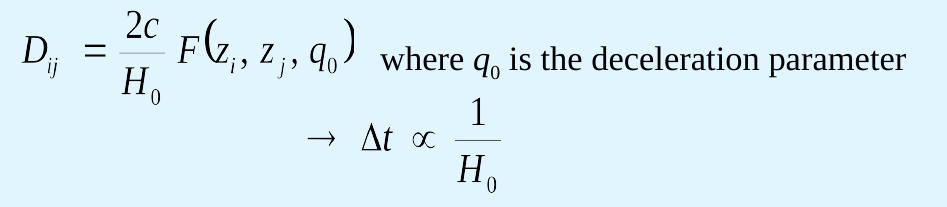 D_ij = 2c/H_0 F(z_i, z_j, q_0) where q_0 is the deceleration parameter
→ Δt ∝ 1/H_0